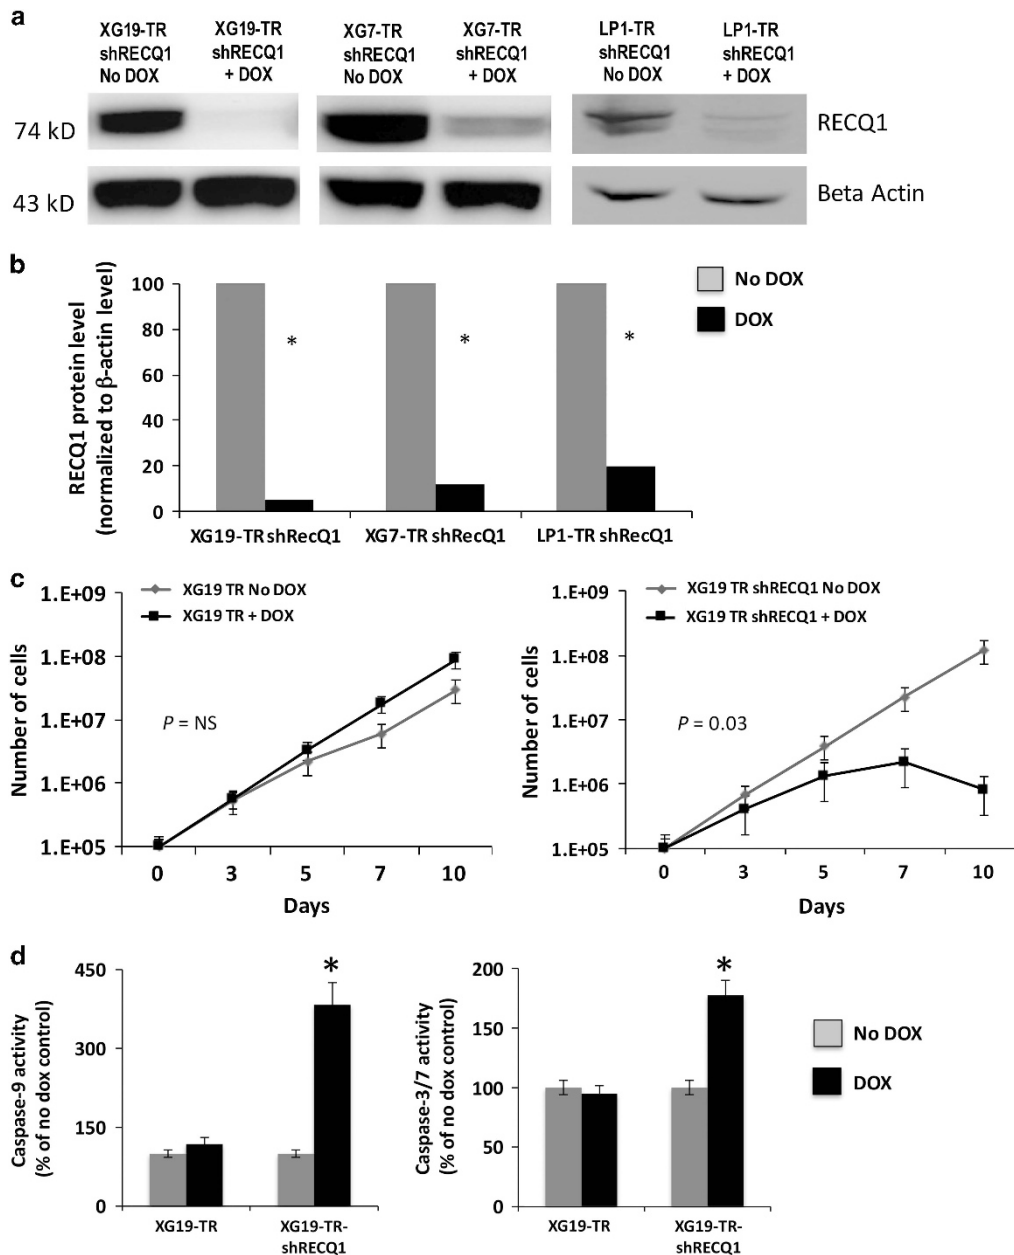 a
XG19-TR shRECQ1 No DOX
XG19-TR shRECQ1 + DOX
XG7-TR shRECQ1 No DOX
XG7-TR shRECQ1 + DOX
LP1-TR shRECQ1 No DOX
LP1-TR shRECQ1 + DOX
74 kD
RECQ1
43 kD
Beta Actin
b
RECQ1 protein level
(normalized to β-actin level)
100
80
60
40
20
0
*
*
*
No DOX
DOX
XG19-TR shRecQ1
XG7-TR shRecQ1
LP1-TR shRecQ1
c
Number of cells
1.E+09
1.E+08
1.E+07
1.E+06
1.E+05
XG19 TR No DOX
XG19 TR + DOX
P = NS
0 3 5 7 10
Days
Number of cells
1.E+09
1.E+08
1.E+07
1.E+06
1.E+05
XG19 TR shRECQ1 No DOX
XG19 TR shRECQ1 + DOX
P = 0.03
0 3 5 7 10
Days
d
Caspase-9 activity
(% of no dox control)
450
300
150
0
*
XG19-TR
XG19-TR-
shRECQ1
Caspase-3/7 activity
(% of no dox control)
200
150
100
50
0
*
XG19-TR
XG19-TR-
shRECQ1
No DOX
DOX